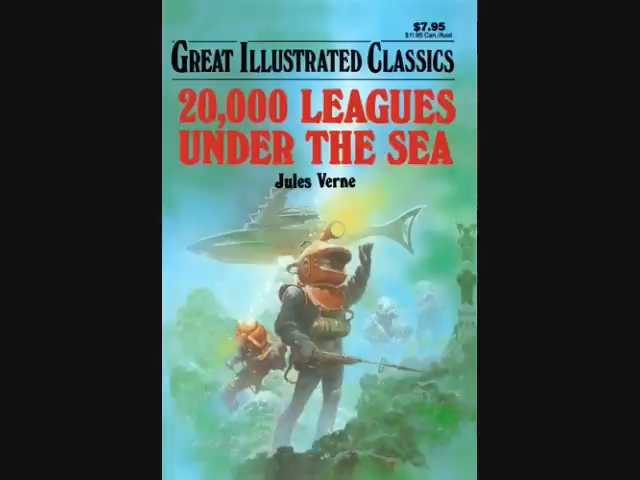 $7.95
$11.95 Can./Aust.
GREAT ILLUSTRATED CLASSICS
20,000 LEAGUES
UNDER THE SEA
Jules Verne